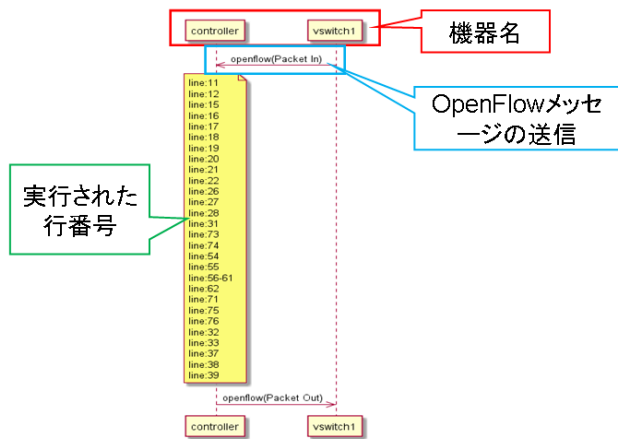 controller
vswitch1
機器名
openflow(Packet In)
OpenFlowメッセ
ージの送信
line:11
line:12
line:15
line:16
line:17
line:18
line:19
line:20
line:21
line:22
line:26
line:27
line:28
line:31
line:73
line:74
line:54
line:55
line:56-61
line:62
line:71
line:75
line:76
line:32
line:33
line:37
line:38
line:39
実行された
行番号
openflow(Packet Out)
controller
vswitch1